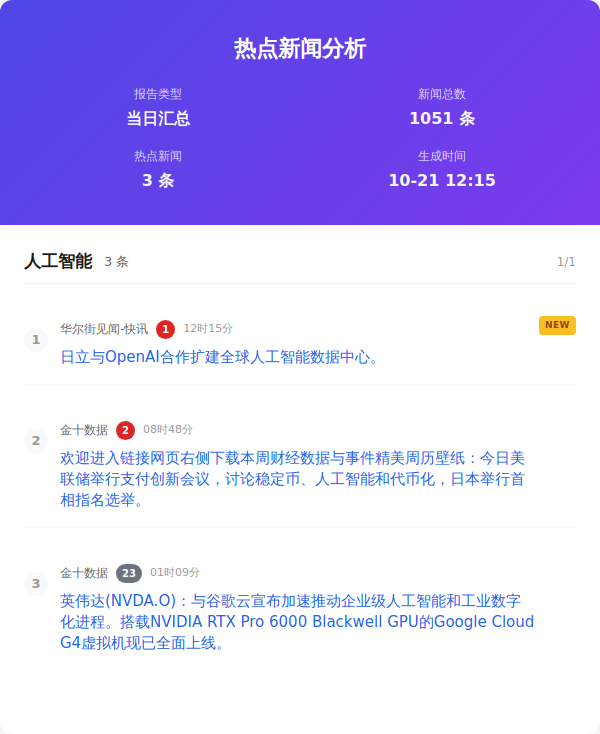 热点新闻分析
报告类型
当日汇总
新闻总数
1051 条
热点新闻
3 条
生成时间
10-21 12:15
人工智能 3 条 1/1
1 华尔街见闻-快讯 1 12时15分 NEW
日立与OpenAI合作扩建全球人工智能数据中心。
2 金十数据 2 08时48分
欢迎进入链接网页右侧下载本周财经数据与事件精美周历壁纸：今日美
联储举行支付创新会议，讨论稳定币、人工智能和代币化，日本举行首
相指名选举。
3 金十数据 23 01时09分
英伟达(NVDA.O)：与谷歌云宣布加速推动企业级人工智能和工业数字
化进程。搭载NVIDIA RTX Pro 6000 Blackwell GPU的Google Cloud
G4虚拟机现已全面上线。